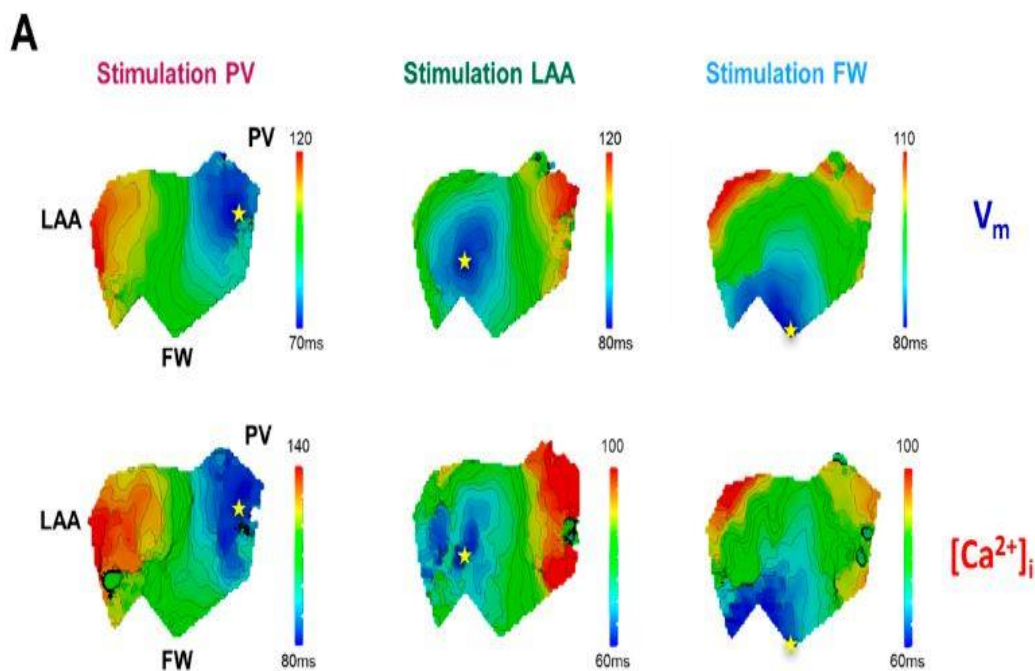 A
Stimulation PV
Stimulation LAA
Stimulation FW
PV
120
120
110
LAA
V_m
70ms
80ms
80ms
FW
PV
140
100
100
LAA
[Ca²⁺]ᵢ
80ms
60ms
60ms
FW